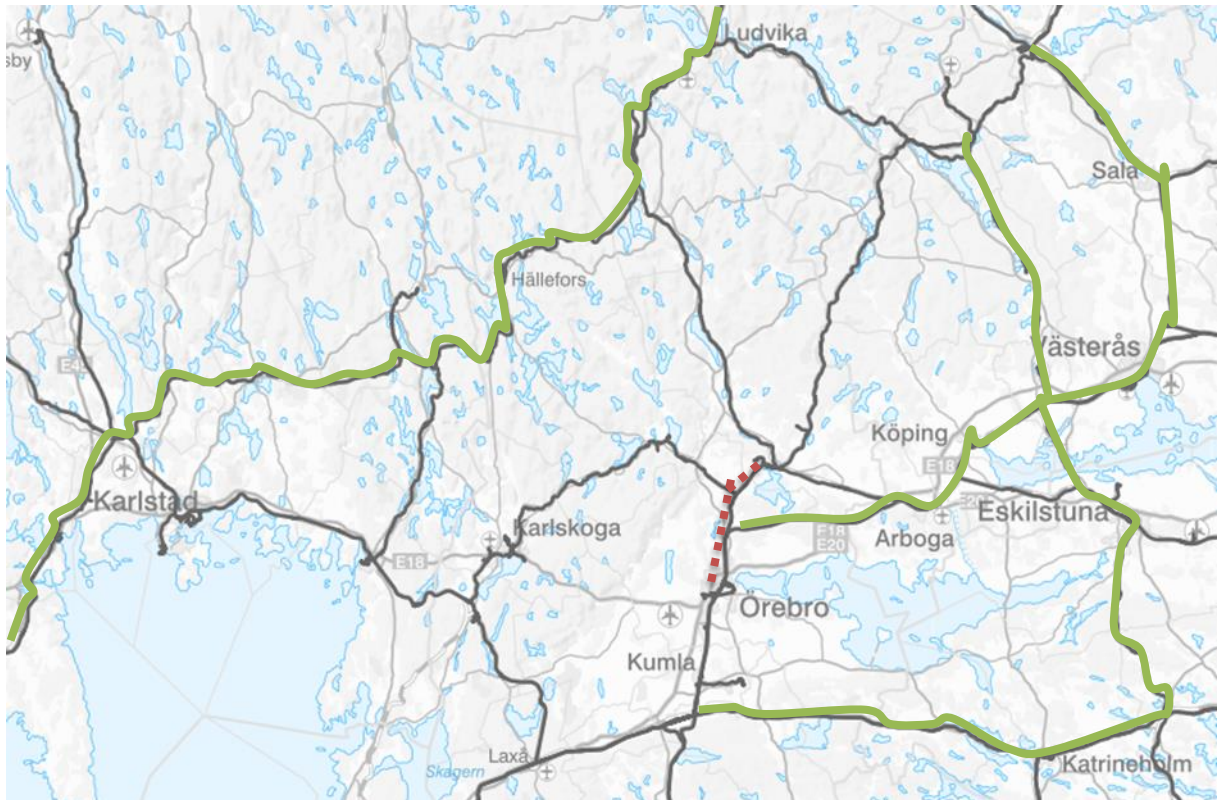 Ludvika
sby
Sala
Hällefors
Västerås
E45
Köping
E18
E20
Karlstad
Eskilstuna
Karlskoga
E18
E20
Arboga
E18
Örebro
Kumla
Laxå
Skagern
Katrineholm